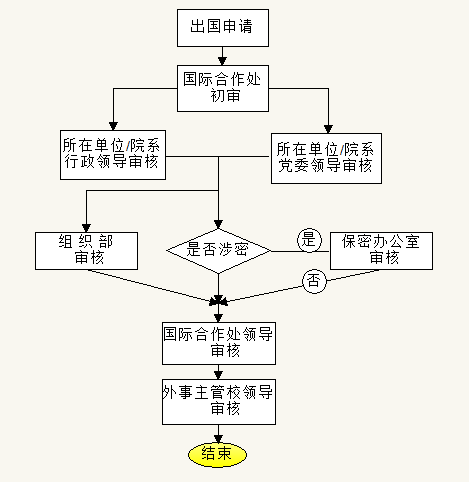 出国申请
国际合作处
初审
所在单位/院系
行政领导审核
所在单位/院系
党委领导审核
组织部
审核
是否涉密
是
保密办公室
审核
否
国际合作处领导
审核
外事主管校领导
审核
结束